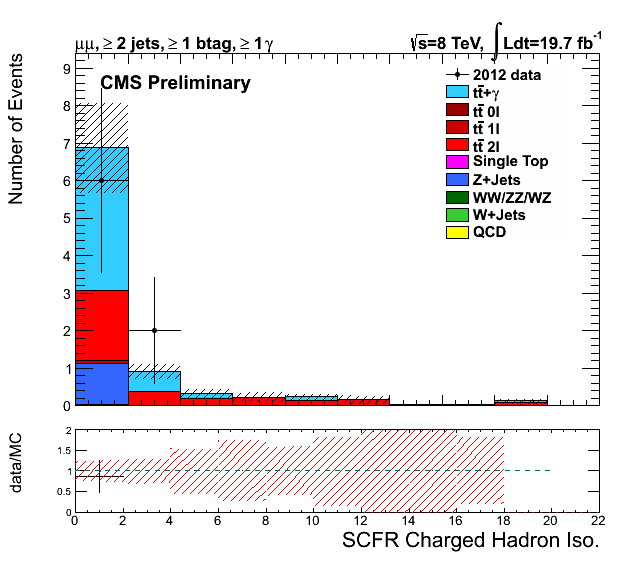 μμ, ≥ 2 jets, ≥ 1 btag, ≥ 1 γ
√s=8 TeV, ∫ Ldt=19.7 fb⁻¹
CMS Preliminary
2012 data
tt̄+γ
tt̄ 0l
tt̄ 1l
tt̄ 2l
Single Top
Z+Jets
WW/ZZ/WZ
W+Jets
QCD
Number of Events
9
8
7
6
5
4
3
2
1
0
data/MC
2
1.5
1
0.5
0
0 2 4 6 8 10 12 14 16 18 20 22
SCFR Charged Hadron Iso.